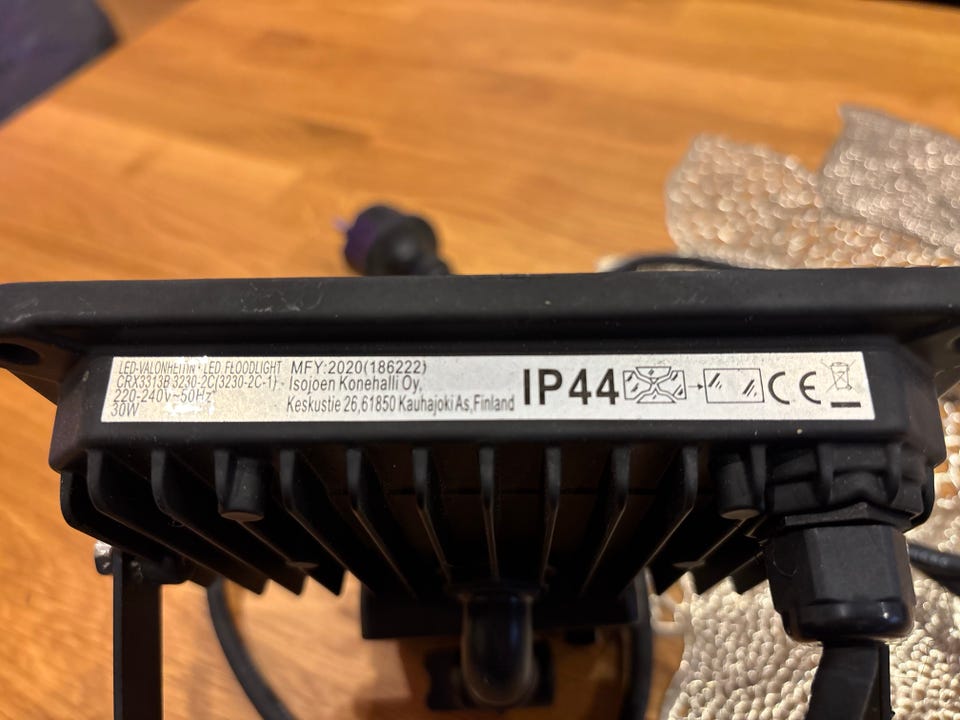 LED-VALONHEITIN • LED FLOODLIGHT
CRX3313B 3230-2C(3230-2C-1)
220-240V~50Hz
30W
MFY:2020(186222)
Isojoen Konehalli Oy,
Keskustie 26,61850 Kauhajoki As,Finland
IP44
CE